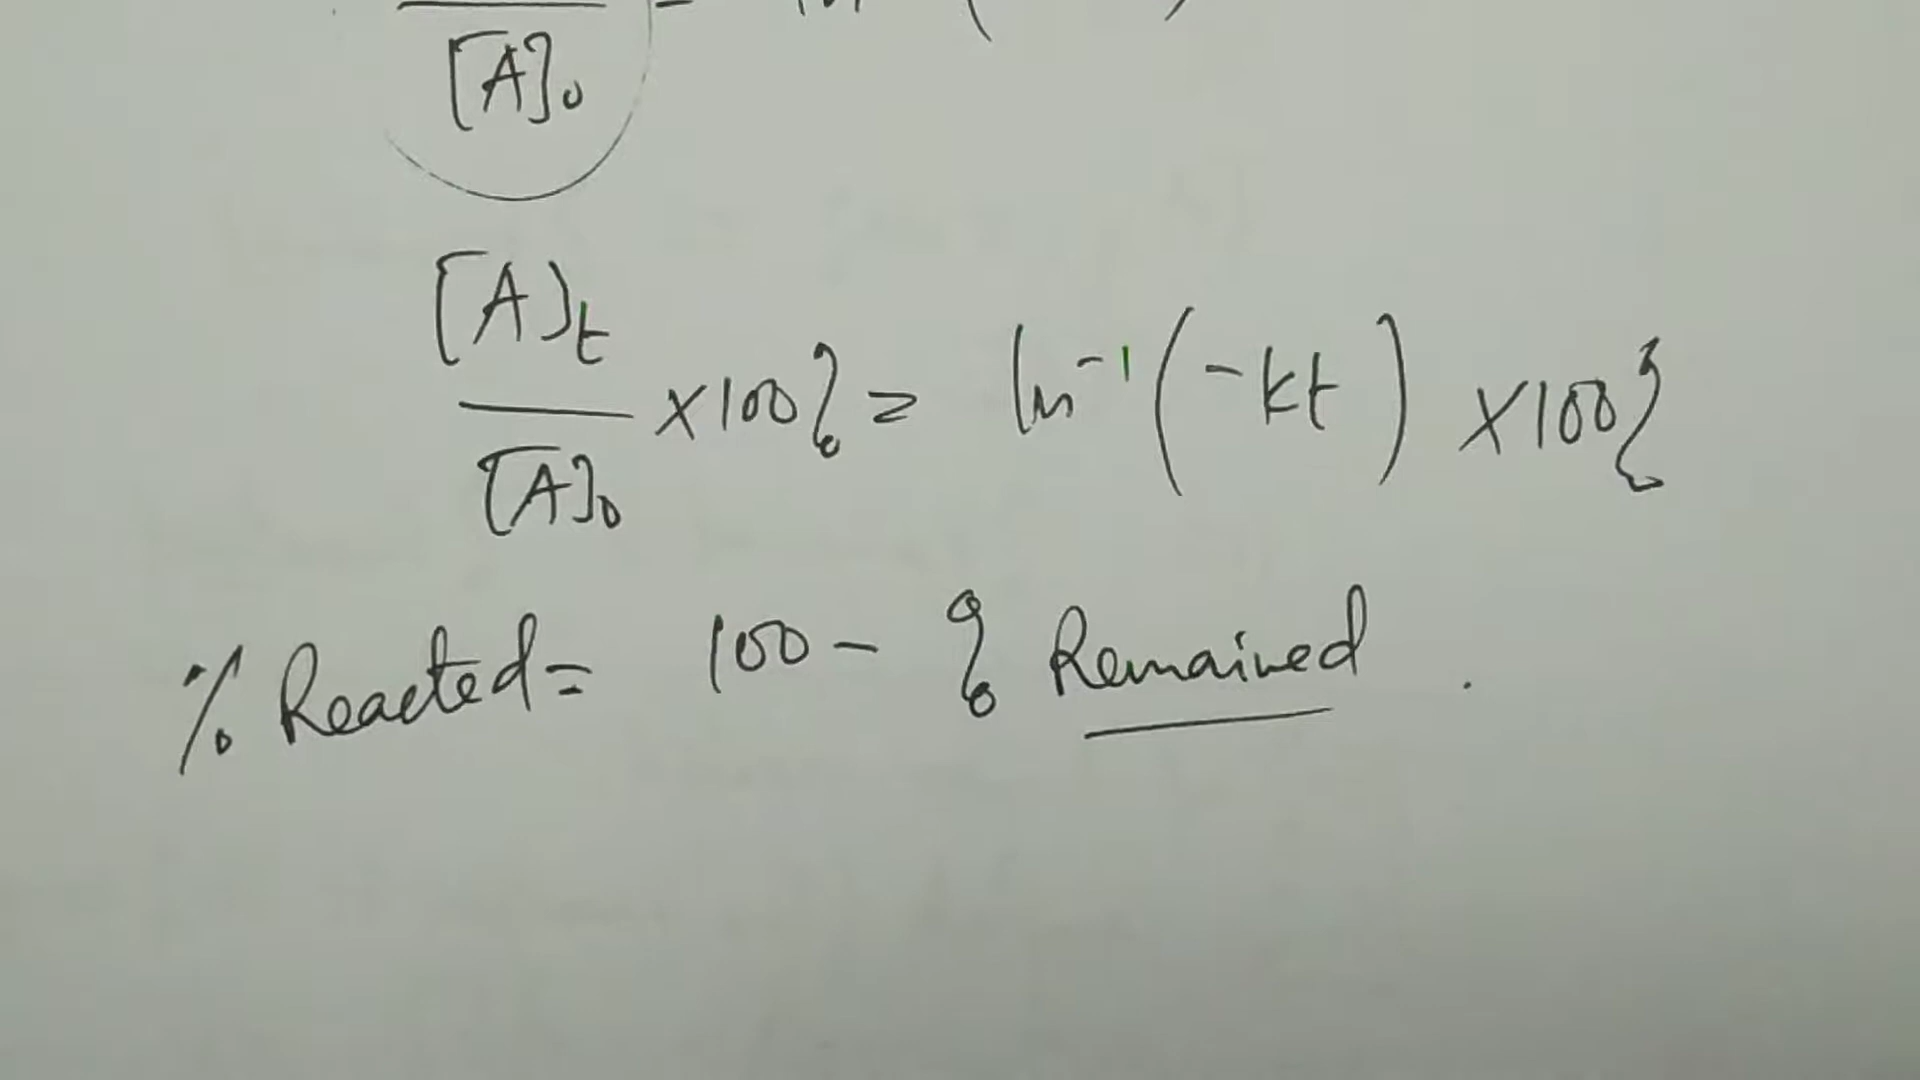 [A]₀
[A]t / [A]₀ ×100% = ln⁻¹(-kt) ×100%
% Reacted = 100 - % Remained.